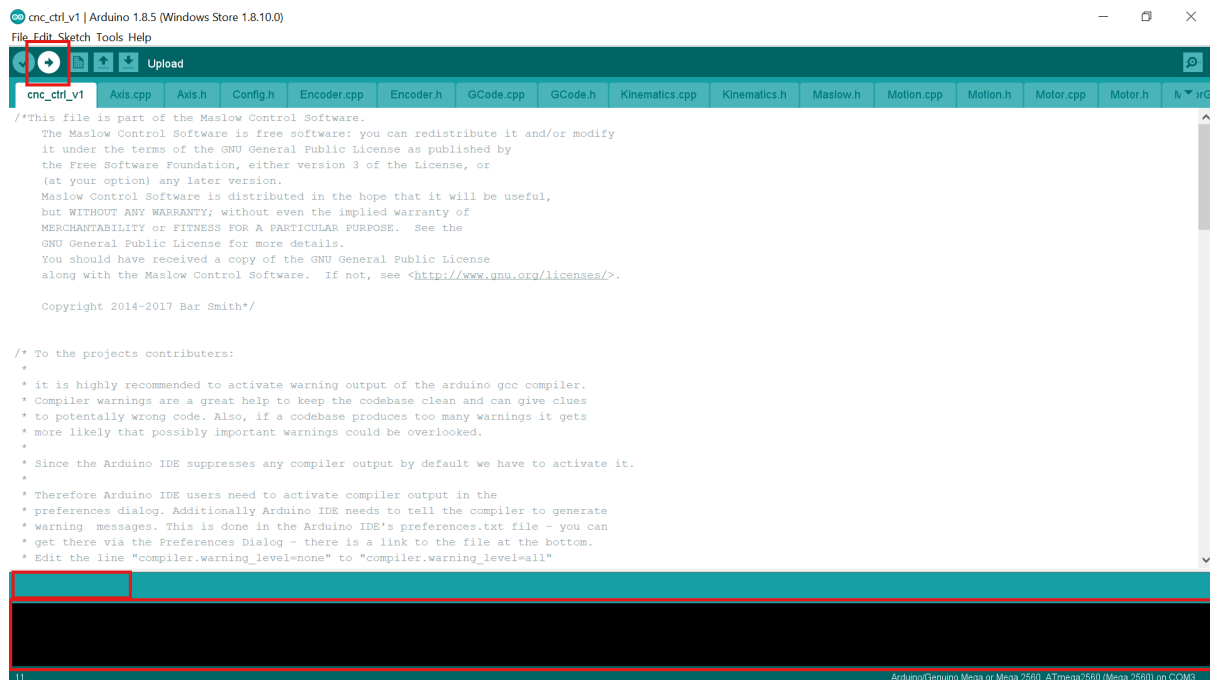 cnc_ctrl_v1 | Arduino 1.8.5 (Windows Store 1.8.10.0)
File Edit Sketch Tools Help
Upload
cnc_ctrl_v1 Axis.cpp Axis.h Config.h Encoder.cpp Encoder.h GCode.cpp GCode.h Kinematics.cpp Kinematics.h Maslow.h Motion.cpp Motion.h Motor.cpp Motor.h
/*This file is part of the Maslow Control Software.
The Maslow Control Software is free software: you can redistribute it and/or modify
it under the terms of the GNU General Public License as published by
the Free Software Foundation, either version 3 of the License, or
(at your option) any later version.
Maslow Control Software is distributed in the hope that it will be useful,
but WITHOUT ANY WARRANTY; without even the implied warranty of
MERCHANTABILITY or FITNESS FOR A PARTICULAR PURPOSE.  See the
GNU General Public License for more details.
You should have received a copy of the GNU General Public License
along with the Maslow Control Software.  If not, see <http://www.gnu.org/licenses/>.
Copyright 2014-2017 Bar Smith*/
/* To the projects contributers:
*
* it is highly recommended to activate warning output of the arduino gcc compiler.
* Compiler warnings are a great help to keep the codebase clean and can give clues
* to potentally wrong code. Also, if a codebase produces too many warnings it gets
* more likely that possibly important warnings could be overlooked.
*
* Since the Arduino IDE suppresses any compiler output by default we have to activate it.
*
* Therefore Arduino IDE users need to activate compiler output in the
* preferences dialog. Additionally Arduino IDE needs to tell the compiler to generate
* warning  messages. This is done in the Arduino IDE's preferences.txt file - you can
* get there via the Preferences Dialog - there is a link to the file at the bottom.
* Edit the line "compiler.warning_level=none" to "compiler.warning_level=all"
11 Arduino/Genuino Mega or Mega 2560, ATmega2560 (Mega 2560) on COM3